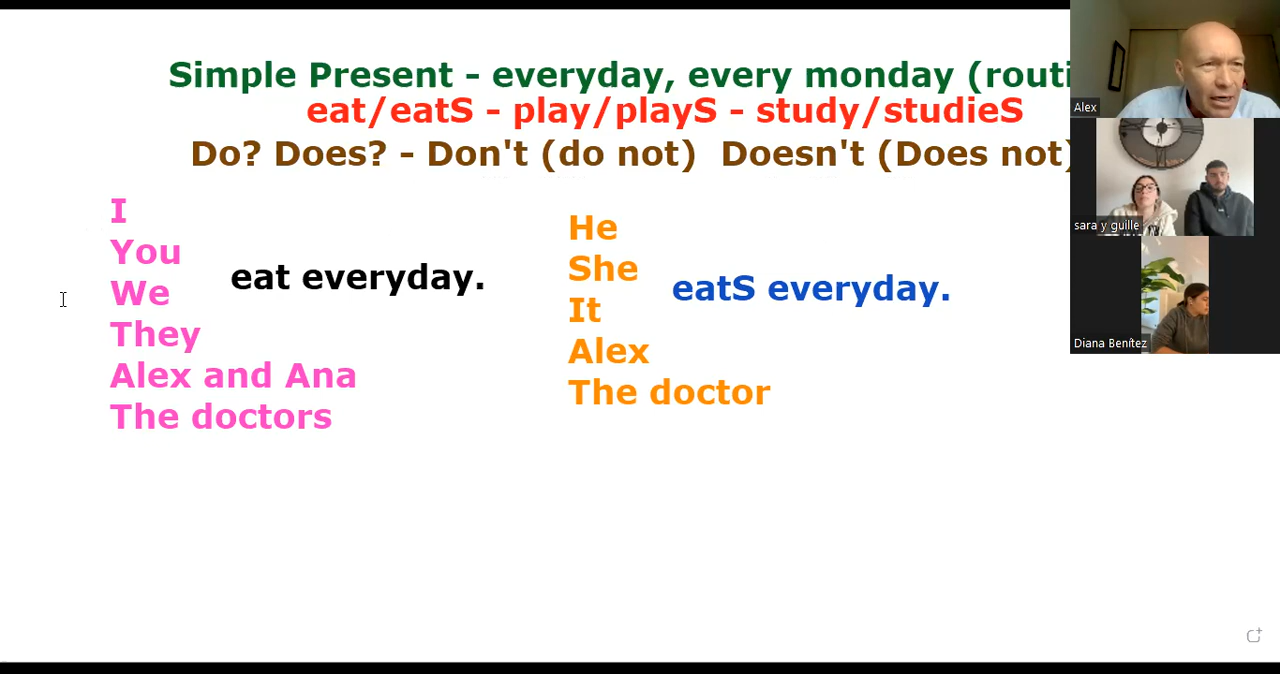 Simple Present - everyday, every monday (routi
eat/eatS - play/playS - study/studieS
Do? Does? - Don't (do not) Doesn't (Does not)
I
You
We
They
Alex and Ana
The doctors
eat everyday.
He
She
It
Alex
The doctor
eatS everyday.
Alex
sara y guille
Diana Benítez